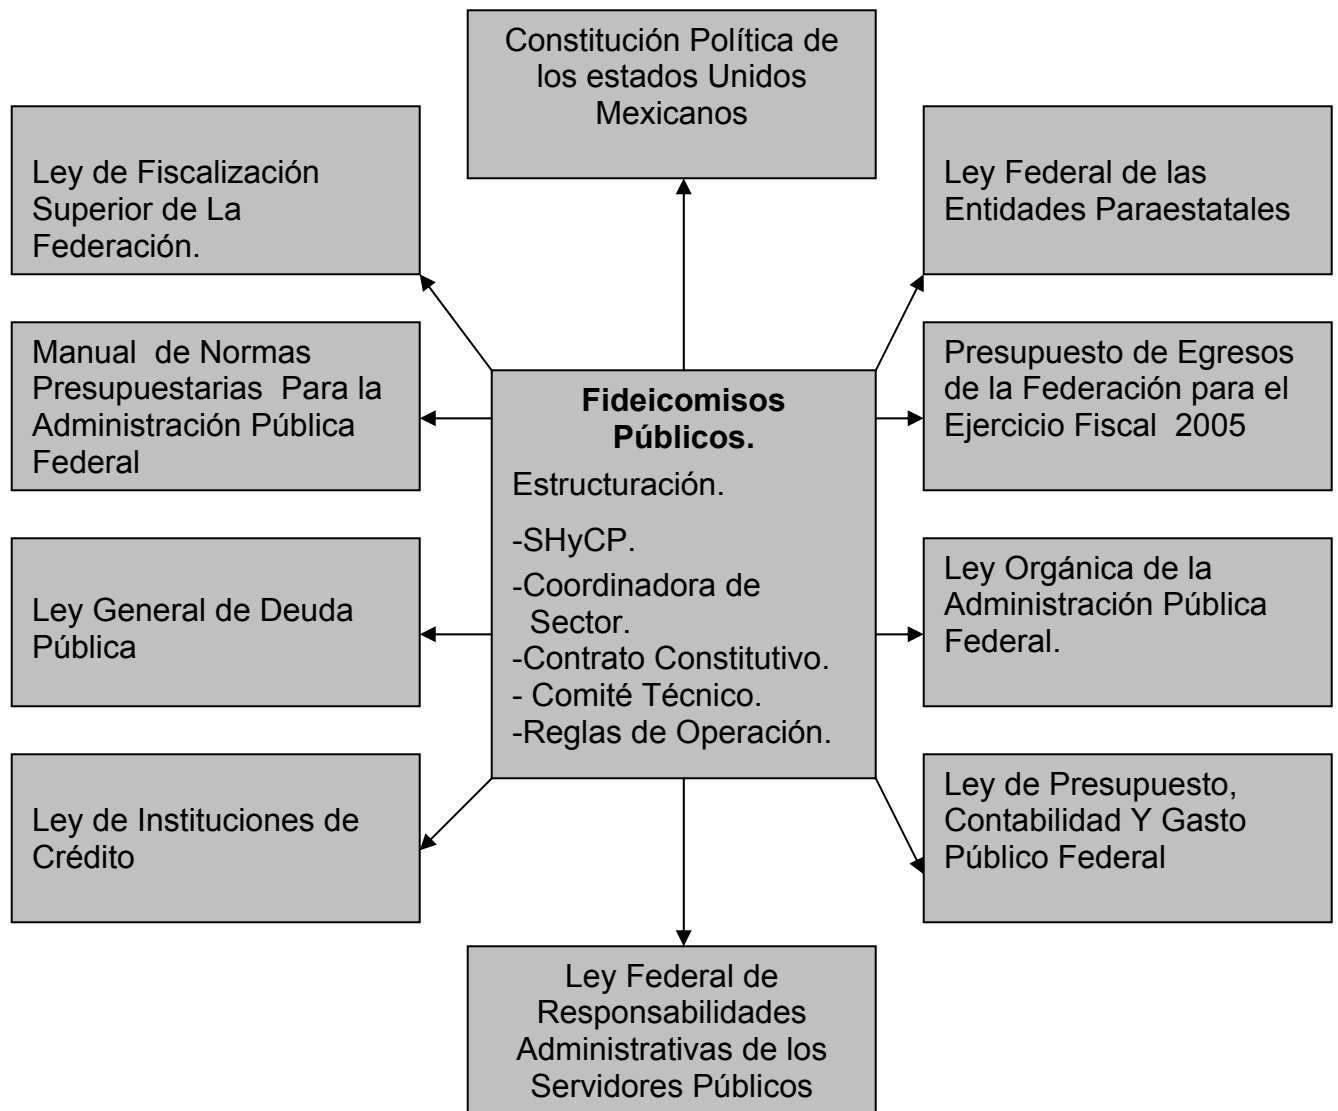 Constitución Política de
los estados Unidos
Mexicanos
Ley de Fiscalización
Superior de La
Federación.
Ley Federal de las
Entidades Paraestatales
Manual  de Normas
Presupuestarias  Para la
Administración Pública
Federal
Fideicomisos
Públicos.
Estructuración.
-SHyCP.
-Coordinadora de
Sector.
-Contrato Constitutivo.
- Comité Técnico.
-Reglas de Operación.
Presupuesto de Egresos
de la Federación para el
Ejercicio Fiscal  2005
Ley General de Deuda
Pública
Ley Orgánica de la
Administración Pública
Federal.
Ley de Instituciones de
Crédito
Ley de Presupuesto,
Contabilidad Y Gasto
Público Federal
Ley Federal de
Responsabilidades
Administrativas de los
Servidores Públicos